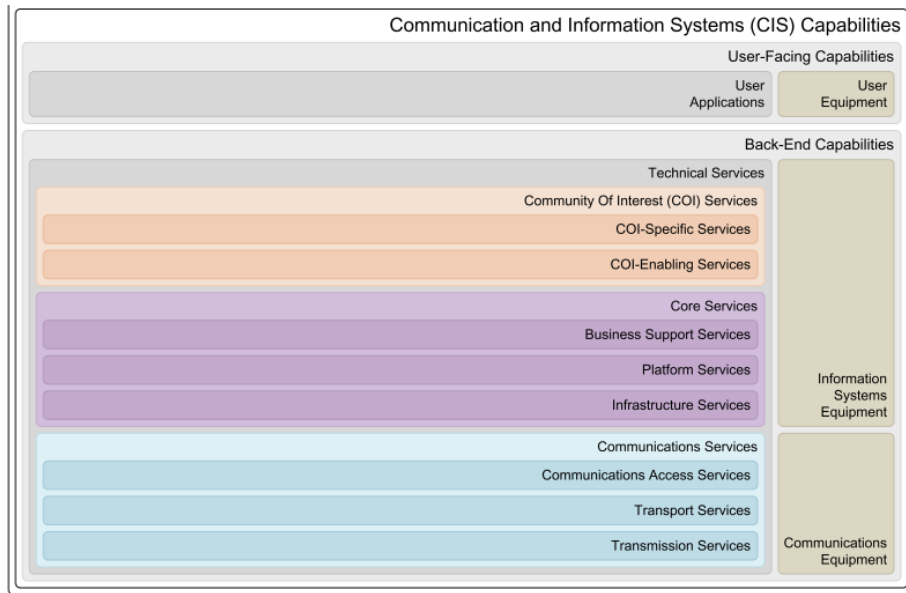 Communication and Information Systems (CIS) Capabilities
User-Facing Capabilities
User
Applications
User
Equipment
Back-End Capabilities
Technical Services
Community Of Interest (COI) Services
COI-Specific Services
COI-Enabling Services
Core Services
Business Support Services
Platform Services
Infrastructure Services
Information
Systems
Equipment
Communications Services
Communications Access Services
Transport Services
Transmission Services
Communications
Equipment